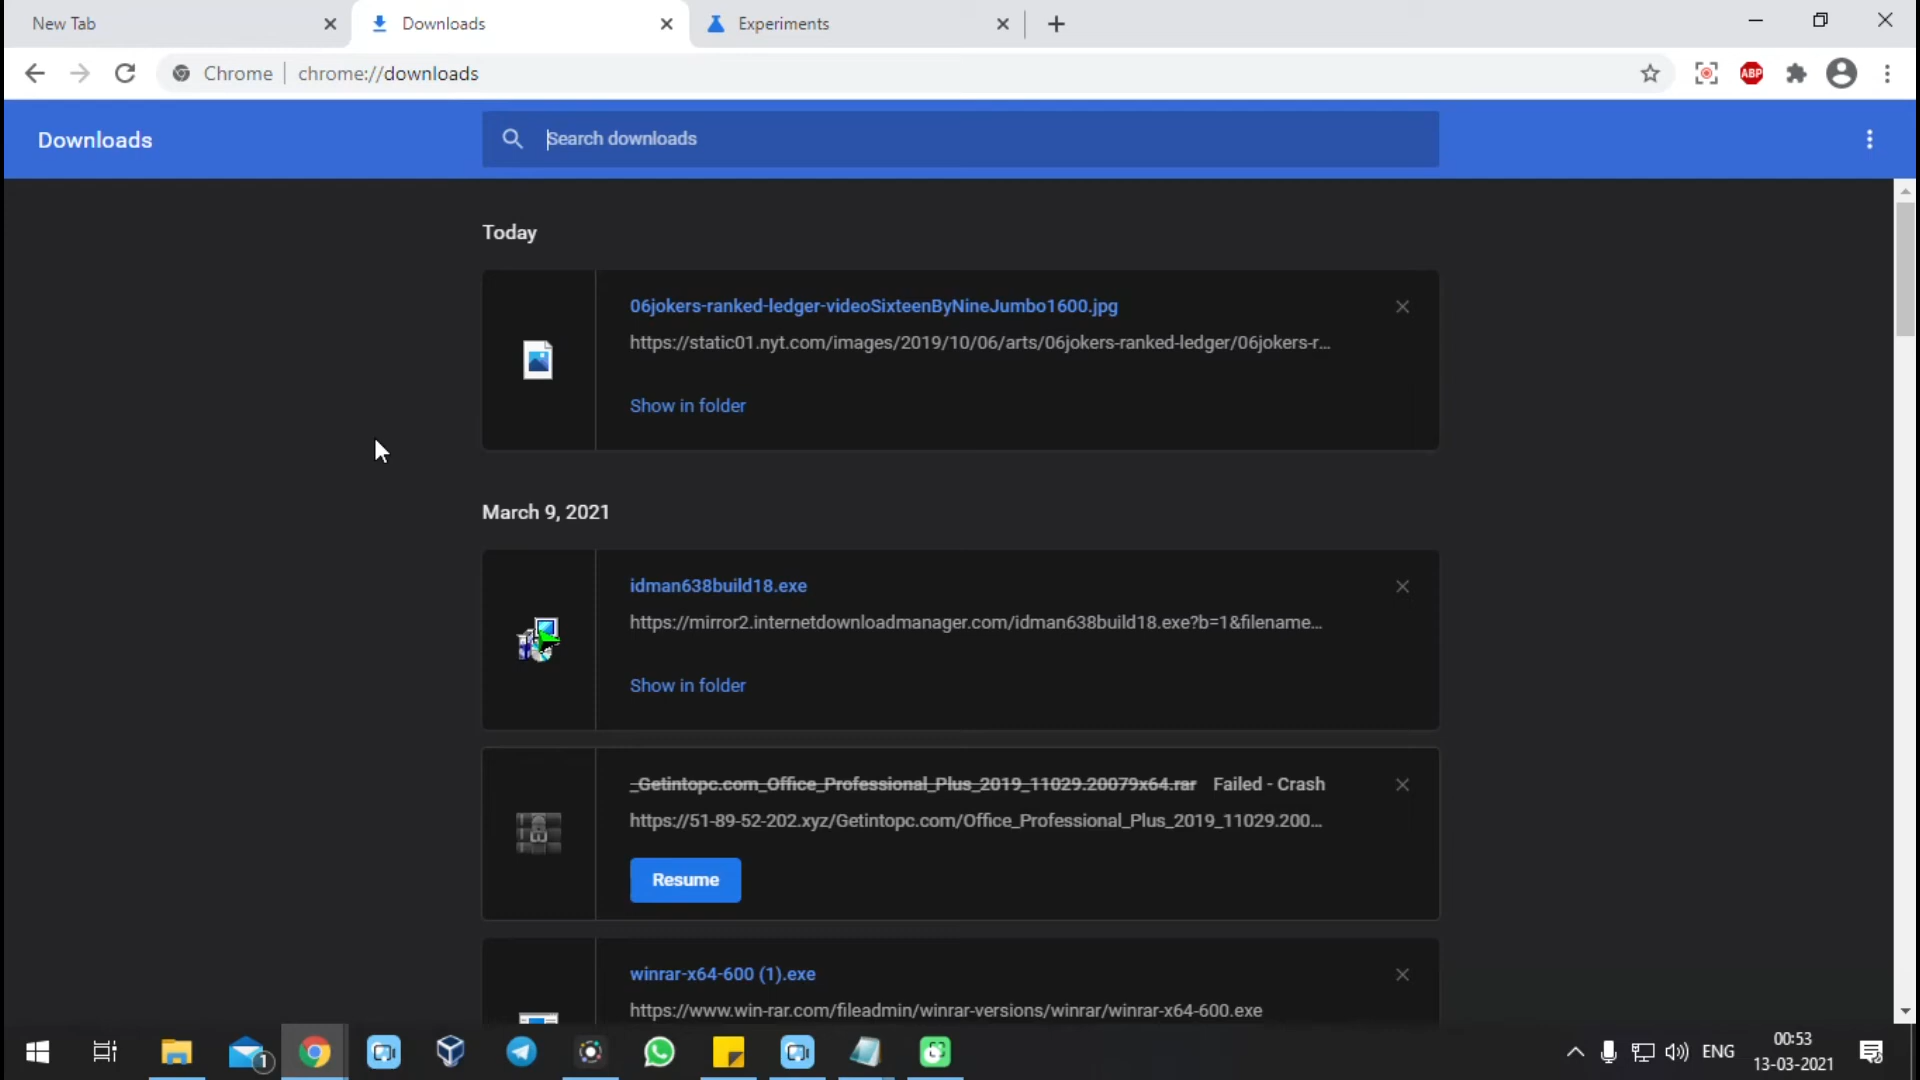 New Tab
Downloads
Experiments
Chrome
chrome://downloads
ABP
Downloads
Search downloads
Today
06jokers-ranked-ledger-videoSixteenByNineJumbo1600.jpg
https://static01.nyt.com/images/2019/10/06/arts/06jokers-ranked-ledger/06jokers-r...
Show in folder
March 9, 2021
idman638build18.exe
https://mirror2.internetdownloadmanager.com/idman638build18.exe?b=1&filename...
Show in folder
_Getintopc.com_Office_Professional_Plus_2019_11029.20079x64.rar Failed - Crash
https://51-89-52-202.xyz/Getintopc.com/Office_Professional_Plus_2019_11029.200...
Resume
winrar-x64-600 (1).exe
https://www.win-rar.com/fileadmin/winrar-versions/winrar/winrar-x64-600.exe
1
ENG
00:53
13-03-2021